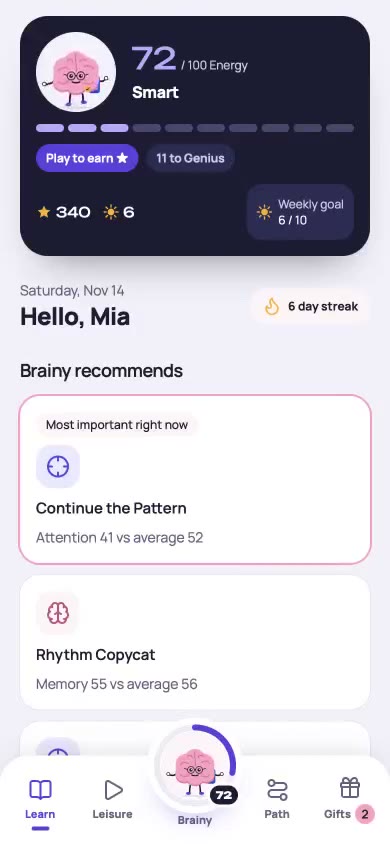 72 / 100 Energy
Smart
Play to earn
11 to Genius
340
6
Weekly goal
6 / 10
Saturday, Nov 14
Hello, Mia
6 day streak
Brainy recommends
Most important right now
Continue the Pattern
Attention 41 vs average 52
Rhythm Copycat
Memory 55 vs average 56
72
Learn
Leisure
Brainy
Path
Gifts 2